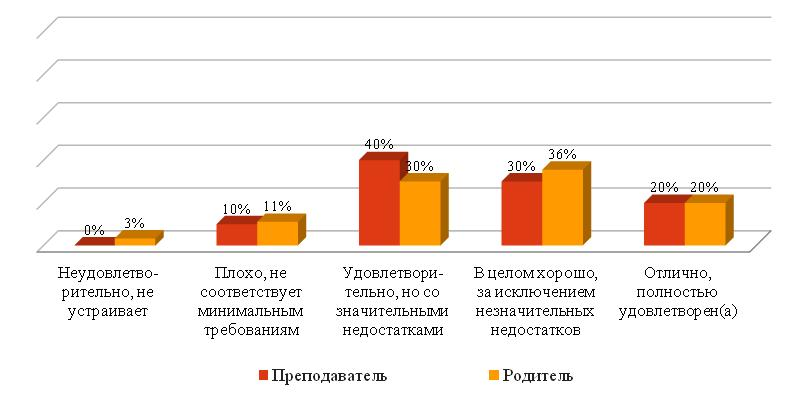 0%
3%
10%
11%
40%
30%
30%
36%
20%
20%
Неудовлетво-
рительно, не
устраивает
Плохо, не
соответствует
минимальным
требованиям
Удовлетвори-
тельно, но со
значительными
недостатками
В целом хорошо,
за исключением
незначительных
недостатков
Отлично,
полностью
удовлетворен(а)
Преподаватель
Родитель